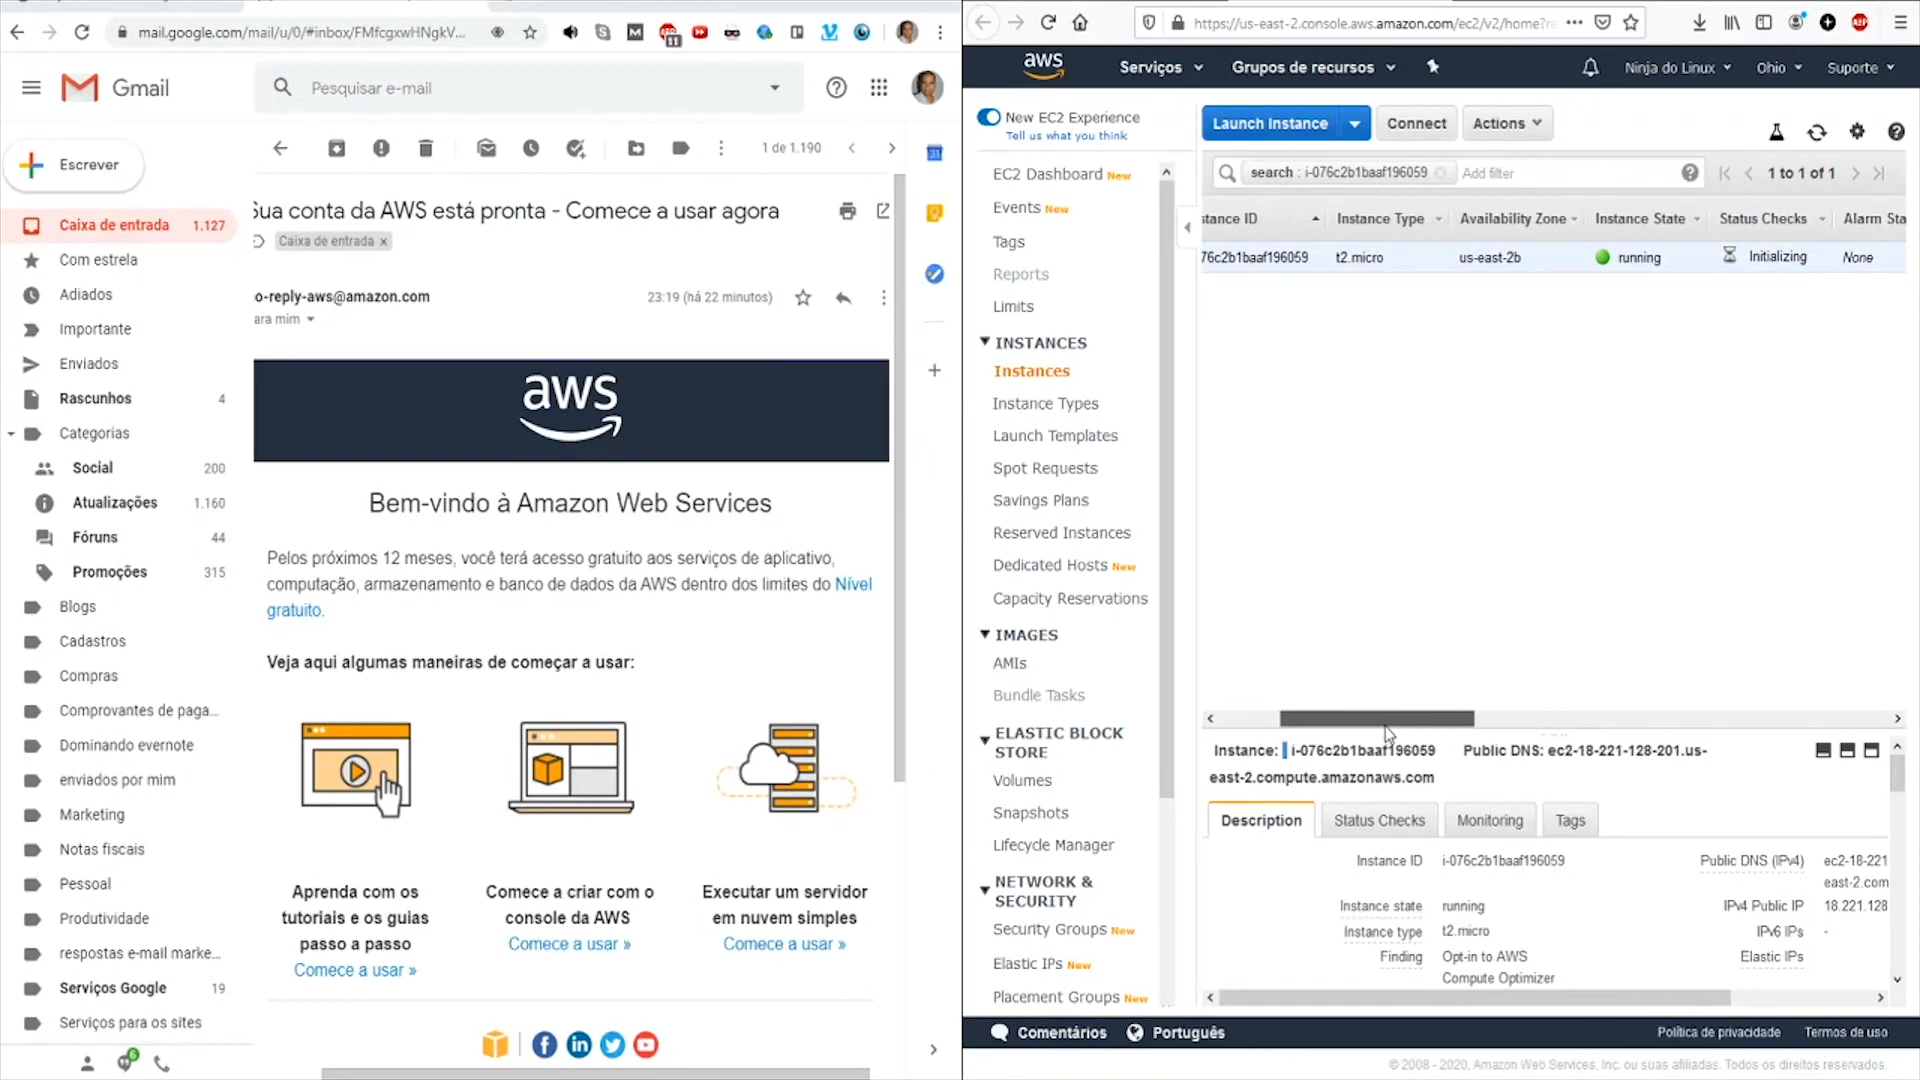 mail.google.com/mail/u/0/#inbox/FMfcgxwHNgkV...
11
Gmail
Pesquisar e-mail
Escrever
1 de 1.190
Caixa de entrada 1.127
Com estrela
Adiados
Importante
Enviados
Rascunhos 4
Categorias
Social 200
Atualizações 1.160
Fóruns 44
Promoções 315
Blogs
Cadastros
Compras
Comprovantes de paga...
Dominando evernote
enviados por mim
Marketing
Notas fiscais
Pessoal
Produtividade
respostas e-mail marke...
Serviços Google 19
Serviços para os sites
6
Sua conta da AWS está pronta - Comece a usar agora
Caixa de entrada ×
o-reply-aws@amazon.com
23:19 (há 22 minutos)
ara mim
aws
Bem-vindo à Amazon Web Services
Pelos próximos 12 meses, você terá acesso gratuito aos serviços de aplicativo,
computação, armazenamento e banco de dados da AWS dentro dos limites do Nível
gratuito.
Veja aqui algumas maneiras de começar a usar:
Aprenda com os
tutoriais e os guias
passo a passo
Comece a usar »
Comece a criar com o
console da AWS
Comece a usar »
Executar um servidor
em nuvem simples
Comece a usar »
31
https://us-east-2.console.aws.amazon.com/ec2/v2/home?re
aws
Serviços
Grupos de recursos
Ninja do Linux
Ohio
Suporte
New EC2 Experience
Tell us what you think
EC2 Dashboard New
Events New
Tags
Reports
Limits
INSTANCES
Instances
Instance Types
Launch Templates
Spot Requests
Savings Plans
Reserved Instances
Dedicated Hosts New
Capacity Reservations
IMAGES
AMIs
Bundle Tasks
ELASTIC BLOCK
STORE
Volumes
Snapshots
Lifecycle Manager
NETWORK &
SECURITY
Security Groups New
Elastic IPs New
Placement Groups New
Launch Instance
Connect
Actions
search : i-076c2b1baaf196059
Add filter
1 to 1 of 1
stance ID Instance Type Availability Zone Instance State Status Checks Alarm Sta
76c2b1baaf196059 t2.micro us-east-2b running Initializing None
Instance: i-076c2b1baaf196059 Public DNS: ec2-18-221-128-201.us-
east-2.compute.amazonaws.com
Description
Status Checks
Monitoring
Tags
Instance ID i-076c2b1baaf196059
Instance state running
Instance type t2.micro
Finding Opt-in to AWS
Compute Optimizer
Public DNS (IPv4) ec2-18-221
east-2.com
IPv4 Public IP 18.221.128
IPv6 IPs -
Elastic IPs
Comentários
Português
Política de privacidade
Termos de uso
© 2008 - 2020, Amazon Web Services, Inc. ou suas afiliadas. Todos os direitos reservados.